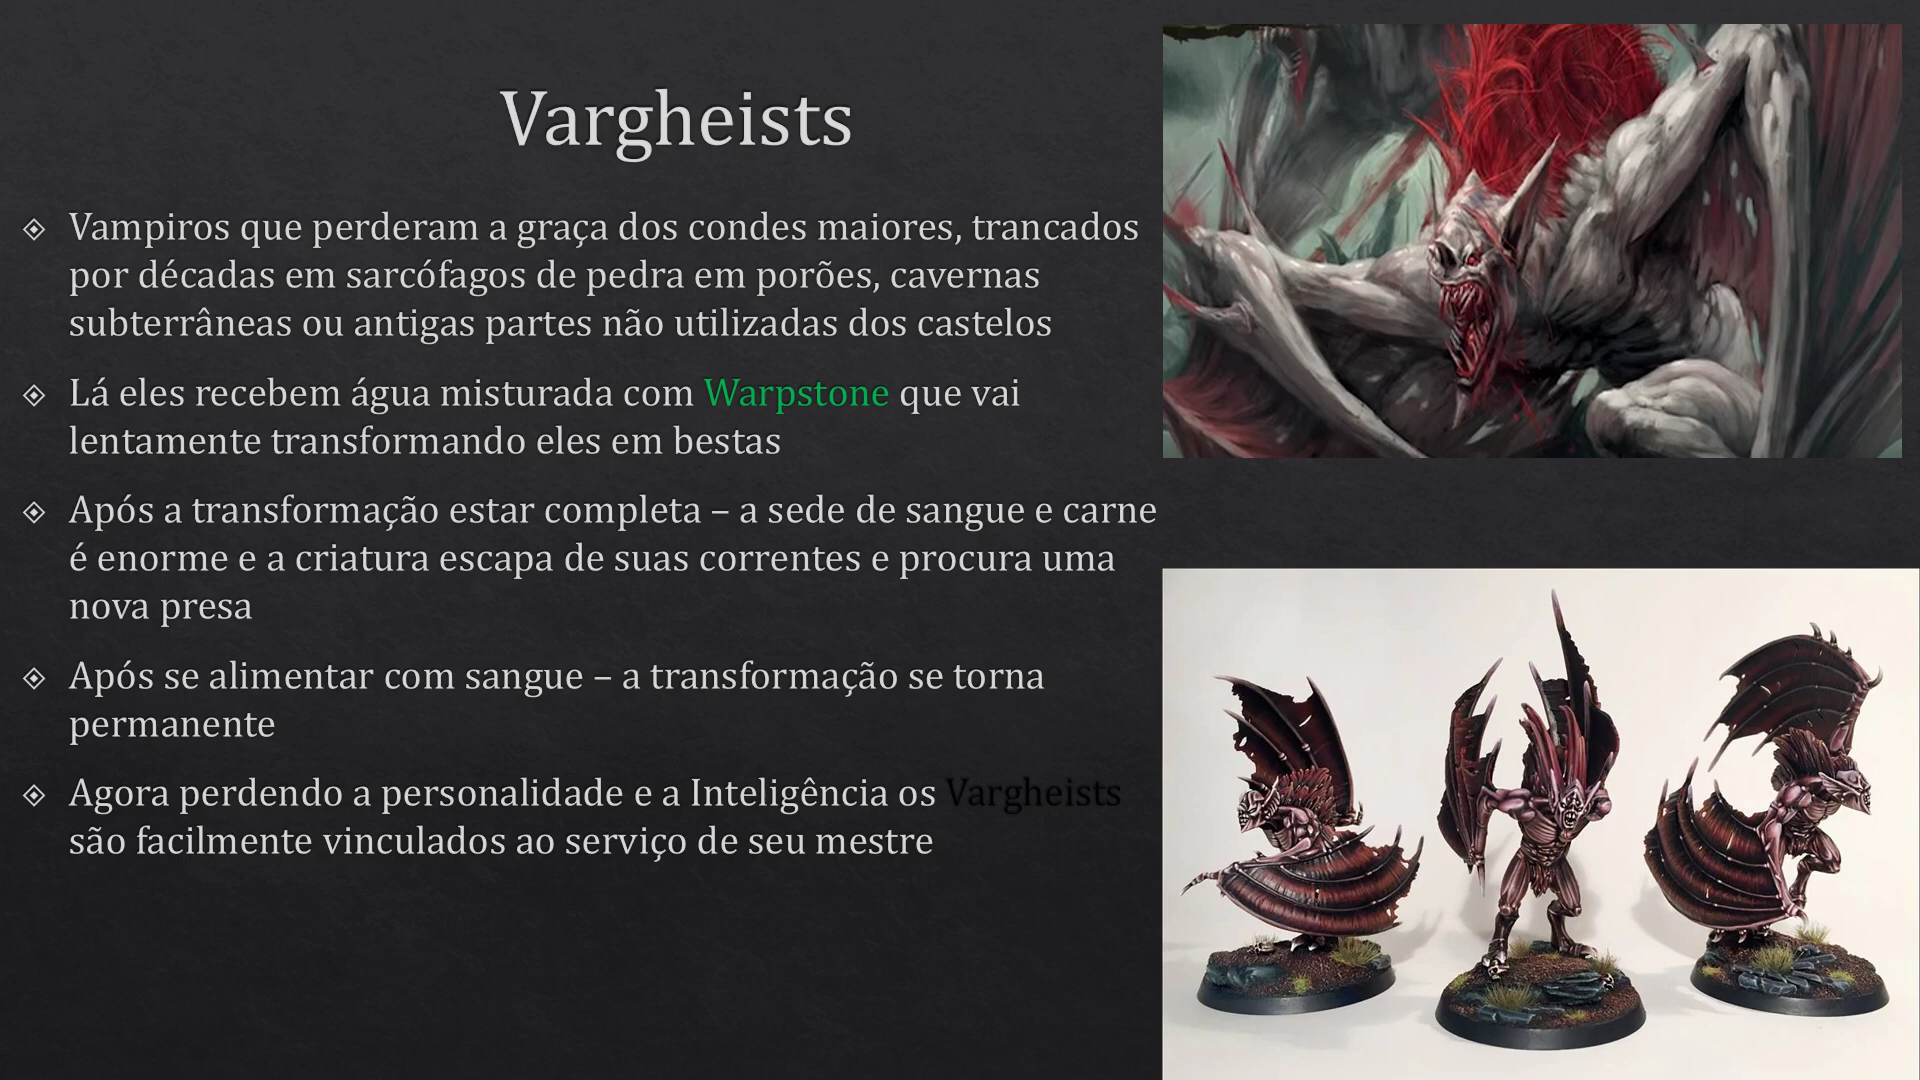 Vargheists
Vampiros que perderam a graça dos condes maiores, trancados
por décadas em sarcófagos de pedra em porões, cavernas
subterrâneas ou antigas partes não utilizadas dos castelos
Lá eles recebem água misturada com Warpstone que vai
lentamente transformando eles em bestas
Após a transformação estar completa – a sede de sangue e carne
é enorme e a criatura escapa de suas correntes e procura uma
nova presa
Após se alimentar com sangue – a transformação se torna
permanente
Agora perdendo a personalidade e a Inteligência os Vargheists
são facilmente vinculados ao serviço de seu mestre